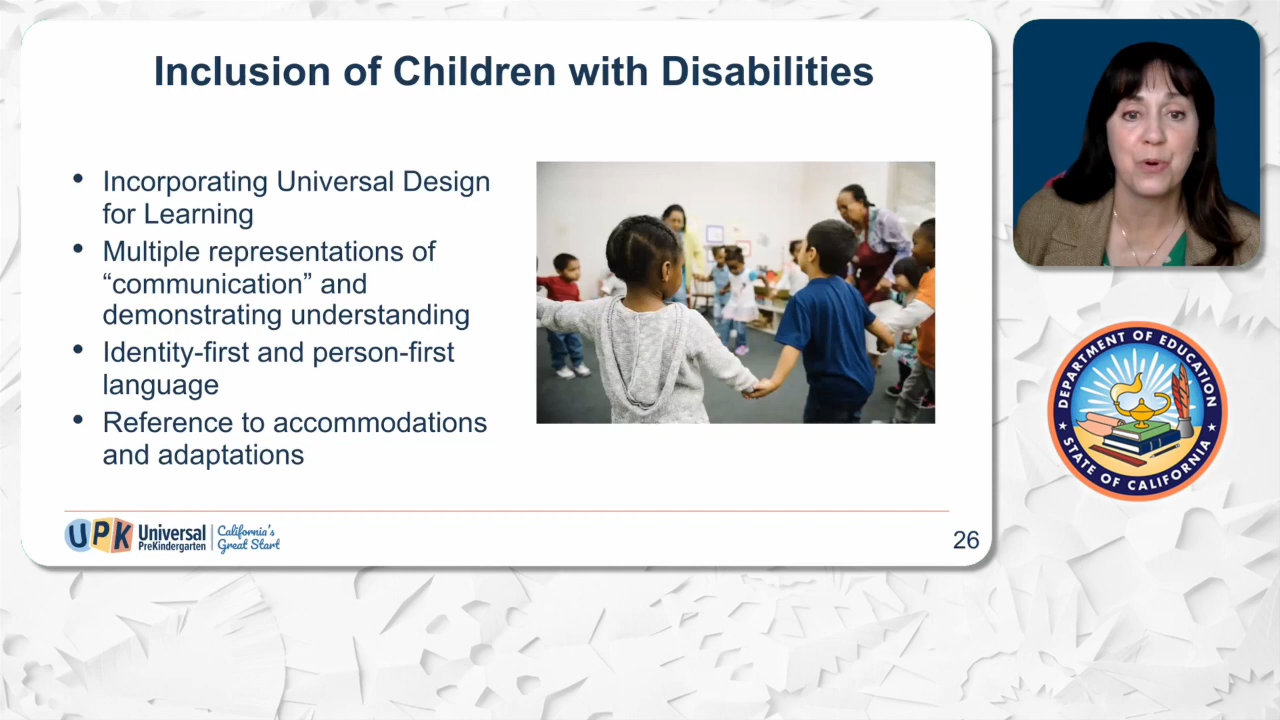 Inclusion of Children with Disabilities
• Incorporating Universal Design
for Learning
• Multiple representations of
“communication” and
demonstrating understanding
• Identity-first and person-first
language
• Reference to accommodations
and adaptations
UPK Universal PreKindergarten California's Great Start
26
DEPARTMENT OF EDUCATION
STATE OF CALIFORNIA